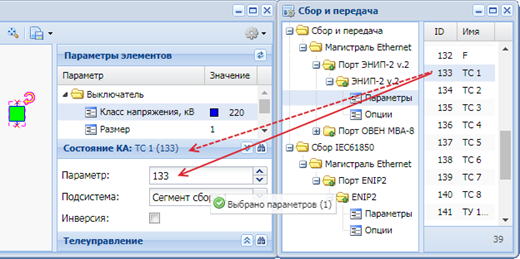 Параметры элементов
Параметр
Значение
Выключатель
Класс напряжения, кВ
220
Размер
1
Состояние КА: ТС 1 (133)
Параметр:
133
Подсистема:
Сегмент сбор
Инверсия:
Выбрано параметров (1)
Телеуправление
Сбор и передача
Сбор и передача
Магистраль Ethernet
Порт ЭНИП-2 v.2
ЭНИП-2 v.2
Параметры
Опции
Порт ОВЕН МВА-8
Сбор IEC61850
Магистраль Ethernet
Порт ENIP2
ENIP2
Параметры
Опции
ID Имя
132 F
133 ТС 1
134 ТС 2
135 ТС 3
136 ТС 4
137 ТС 5
138 ТС 6
139 ТС 7
140 ТС 8
141 ТУ 1...
39